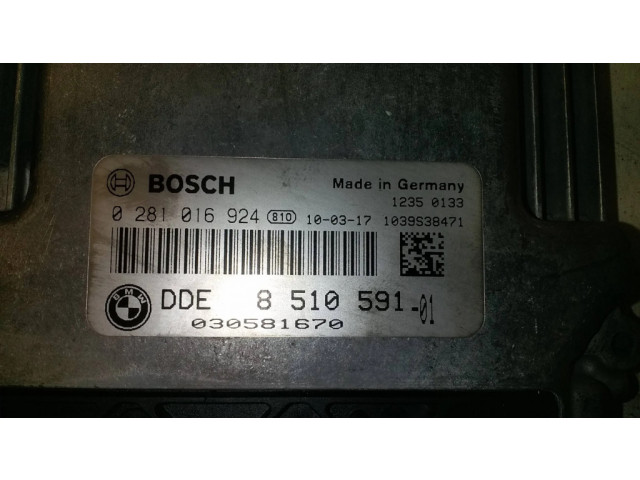 BOSCH
Made in Germany
1235 0133
0 281 016 924 810 10-03-17 1039S38471
BMW
DDE 8 510 591-01
030581670